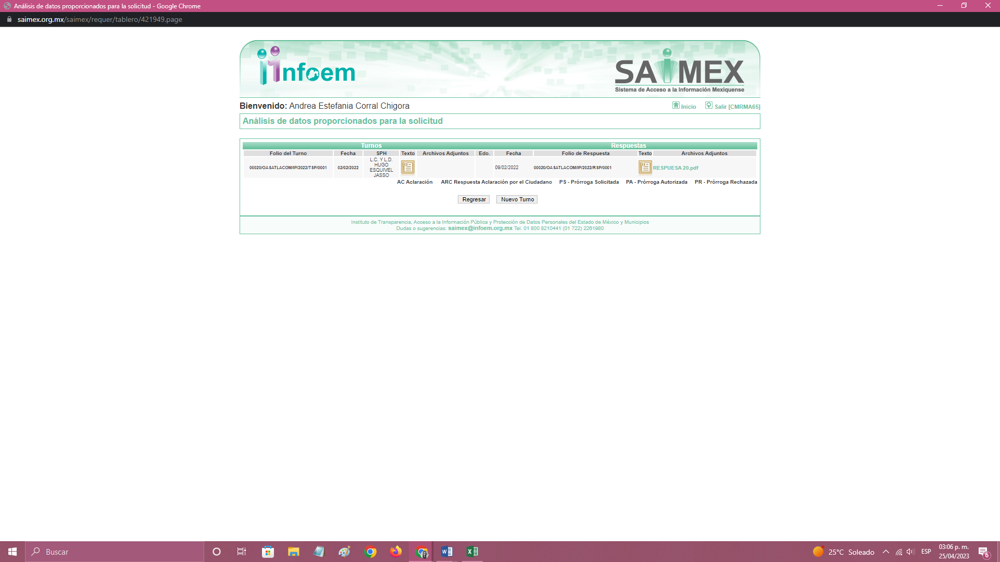 Análisis de datos proporcionados para la solicitud - Google Chrome
saimex.org.mx/saimex/requer/tablero/421949.page
infoem
SAIMEX
Sistema de Acceso a la Información Mexiquense
Bienvenido: Andrea Estefania Corral Chigora
Inicio Salir [CMRMA65]
Análisis de datos proporcionados para la solicitud
Turnos Respuestas
Folio del Turno Fecha SPH Texto Archivos Adjuntos Edo. Fecha Folio de Respuesta Texto Archivos Adjuntos
00020/OASATLACOM/IP/2022/TSP/0001 02/02/2022 L.C. Y L.D. HUGO ESQUIVEL JASSO 09/02/2022 00020/OASATLACOM/IP/2022/RSP/0001 RESPUESA 20.pdf
AC Aclaración ARC Respuesta Aclaración por el Ciudadano PS - Prórroga Solicitada PA - Prórroga Autorizada PR - Prórroga Rechazada
Regresar Nuevo Turno
Instituto de Transparencia, Acceso a la Información Pública y Protección de Datos Personales del Estado de México y Municipios
Dudas o sugerencias: saimex@infoem.org.mx Tel. 01 800 8210441 (01 722) 2261980
Buscar
25°C Soleado
ESP
03:06 p. m.
25/04/2023
6